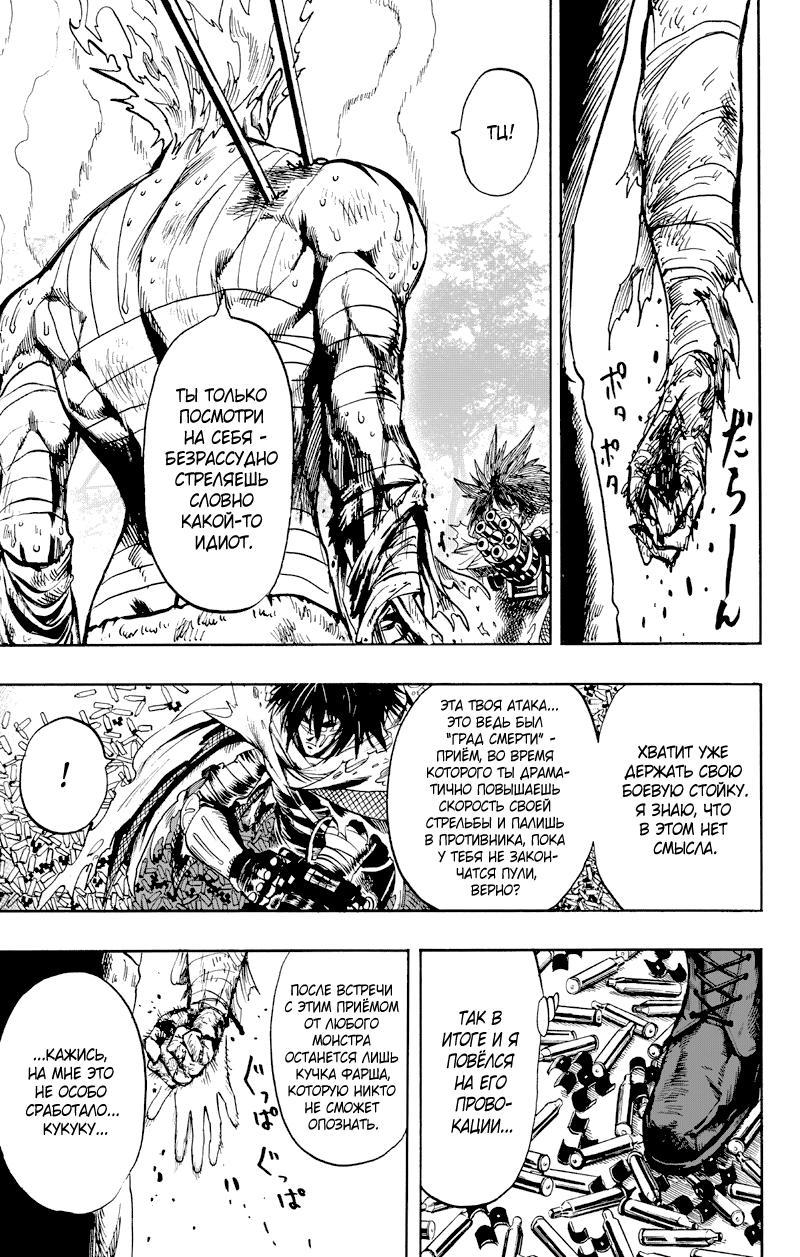 ポタポタ
だらーん
ТЦ!
ТЫ ТОЛЬКО
ПОСМОТРИ
НА СЕБЯ -
БЕЗРАССУДНО
СТРЕЛЯЕШЬ
СЛОВНО
КАКОЙ-ТО
ИДИОТ.
ХВАТИТ УЖЕ
ДЕРЖАТЬ СВОЮ
БОЕВУЮ СТОЙКУ.
Я ЗНАЮ, ЧТО
В ЭТОМ НЕТ
СМЫСЛА.
ЭТА ТВОЯ АТАКА...
ЭТО ВЕДЬ БЫЛ
"ГРАД СМЕРТИ" -
ПРИЁМ, ВО ВРЕМЯ
КОТОРОГО ТЫ ДРАМА-
ТИЧНО ПОВЫШАЕШЬ
СКОРОСТЬ СВОЕЙ
СТРЕЛЬБЫ И ПАЛИШЬ
В ПРОТИВНИКА, ПОКА
У ТЕБЯ НЕ ЗАКОН-
ЧАТСЯ ПУЛИ,
ВЕРНО?
!
ТАК В
ИТОГЕ И Я
ПОВЁЛСЯ
НА ЕГО
ПРОВО-
КАЦИИ...
ПОСЛЕ ВСТРЕЧИ
С ЭТИМ ПРИЁМОМ
ОТ ЛЮБОГО
МОНСТРА
ОСТАНЕТСЯ ЛИШЬ
КУЧКА ФАРША,
КОТОРУЮ НИКТО
НЕ СМОЖЕТ
ОПОЗНАТЬ.
ぐっぱ
ぐっぱ
...КАЖИСЬ,
НА МНЕ ЭТО
НЕ ОСОБО
СРАБОТАЛО...
КУКУКУ...